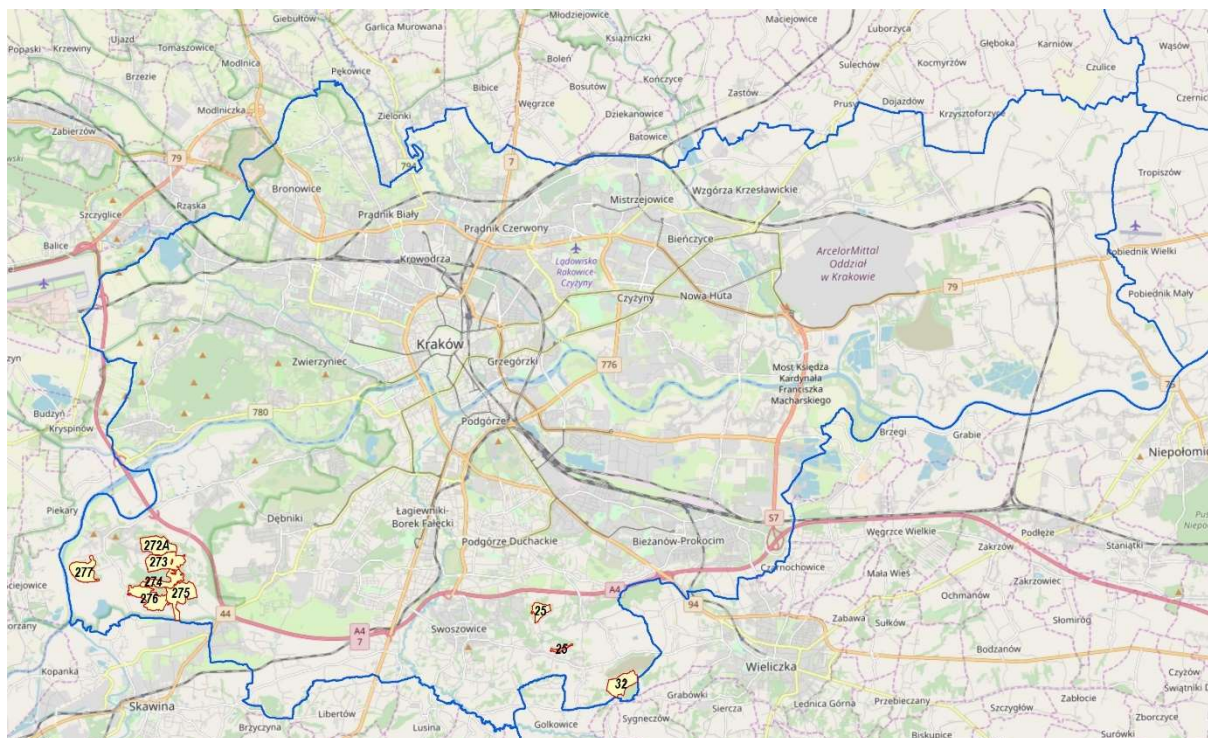 Giebułtów
Garlica Murowana
Młodziejowice
Maciejowice
Luborzyca
Głęboka
Karniów
Wąsów
Popaski
Krzewiny
Ujazd
Tomaszowice
Modlnica
Książniczki
Boleń
Brzezie
Pękowice
Bibice
Bosutów
Kończyce
Sulechów
Kocmyrzów
Czulice
Węgrzce
Zastów
Modlniczka
Zielonki
Dziekanowice
Prusy
Dojazdów
Krzysztoforzyce
Batowice
Zabierzów
79
794
7
Bronowice
Wzgórza Krzesławickie
Tropiszów
Rząska
Mistrzejowice
Szczyglice
Prądnik Biały
Prądnik Czerwony
Bieńczyce
ArcelorMittal
Oddział
w Krakowie
Balice
Krowodrza
Lądowiska
Rakowice
-Czyżyny
Pobiednik Wielki
79
Czyżyny
Nowa Huta
Pobiednik Mały
Kraków
Zwierzyniec
Grzegórzki
776
Most Księdza
Kardynała
Franciszka
Macharskiego
75
Budzyń
Kryspinów
780
Podgórze
Brzegi
Grabie
Niepołomice
Piekary
Dębniki
Łagiewniki-
Borek Fałęcki
Podgórze Duchackie
Bieżanów-Prokocim
S7
Węgrzce Wielkie
Podłęże
Staniątki
Zakrzów
272A
273
277
274
275
276
Czarnochowice
Mała Wieś
Zakrzowiec
Ochmanów
44
A4
7
Swoszowice
25
A4
94
Zabawa
Sułków
Słomiróg
Bodzanów
25
Wieliczka
Kopanka
32
Grabówki
Czyżów
Skawina
Siercza
Lednica Górna
Przebieczany
Zabłocie
Szczygłów
Zborczyce
Brzyczyna
Libertów
Lusina
Golkowice
Sygneczów
Biskupice
Surówki